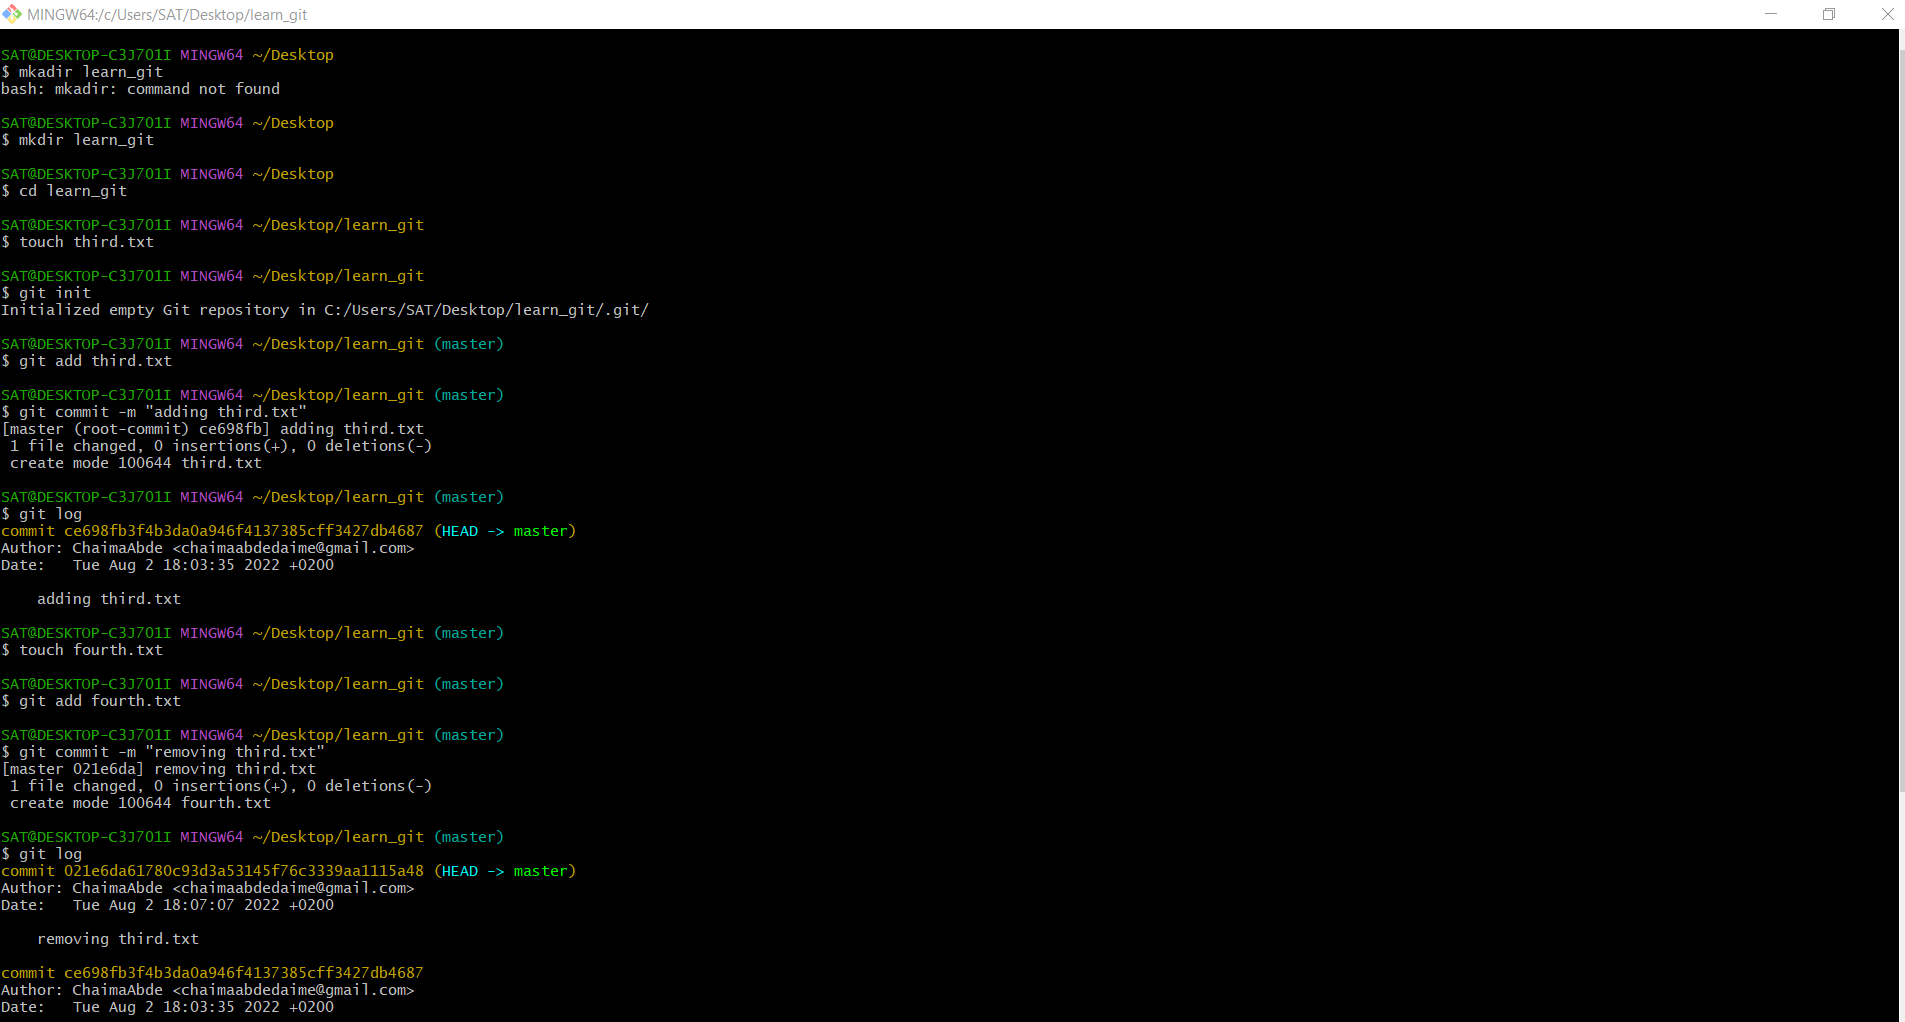 MINGW64:/c/Users/SAT/Desktop/learn_git
SAT@DESKTOP-C3J701I MINGW64 ~/Desktop
$ mkadir learn_git
bash: mkadir: command not found
SAT@DESKTOP-C3J701I MINGW64 ~/Desktop
$ mkdir learn_git
SAT@DESKTOP-C3J701I MINGW64 ~/Desktop
$ cd learn_git
SAT@DESKTOP-C3J701I MINGW64 ~/Desktop/learn_git
$ touch third.txt
SAT@DESKTOP-C3J701I MINGW64 ~/Desktop/learn_git
$ git init
Initialized empty Git repository in C:/Users/SAT/Desktop/learn_git/.git/
SAT@DESKTOP-C3J701I MINGW64 ~/Desktop/learn_git (master)
$ git add third.txt
SAT@DESKTOP-C3J701I MINGW64 ~/Desktop/learn_git (master)
$ git commit -m "adding third.txt"
[master (root-commit) ce698fb] adding third.txt
 1 file changed, 0 insertions(+), 0 deletions(-)
 create mode 100644 third.txt
SAT@DESKTOP-C3J701I MINGW64 ~/Desktop/learn_git (master)
$ git log
commit ce698fb3f4b3da0a946f4137385cff3427db4687 (HEAD -> master)
Author: ChaimaAbde <chaimaabdedaime@gmail.com>
Date:   Tue Aug 2 18:03:35 2022 +0200
    adding third.txt
SAT@DESKTOP-C3J701I MINGW64 ~/Desktop/learn_git (master)
$ touch fourth.txt
SAT@DESKTOP-C3J701I MINGW64 ~/Desktop/learn_git (master)
$ git add fourth.txt
SAT@DESKTOP-C3J701I MINGW64 ~/Desktop/learn_git (master)
$ git commit -m "removing third.txt"
[master 021e6da] removing third.txt
 1 file changed, 0 insertions(+), 0 deletions(-)
 create mode 100644 fourth.txt
SAT@DESKTOP-C3J701I MINGW64 ~/Desktop/learn_git (master)
$ git log
commit 021e6da61780c93d3a53145f76c3339aa1115a48 (HEAD -> master)
Author: ChaimaAbde <chaimaabdedaime@gmail.com>
Date:   Tue Aug 2 18:07:07 2022 +0200
    removing third.txt
commit ce698fb3f4b3da0a946f4137385cff3427db4687
Author: ChaimaAbde <chaimaabdedaime@gmail.com>
Date:   Tue Aug 2 18:03:35 2022 +0200